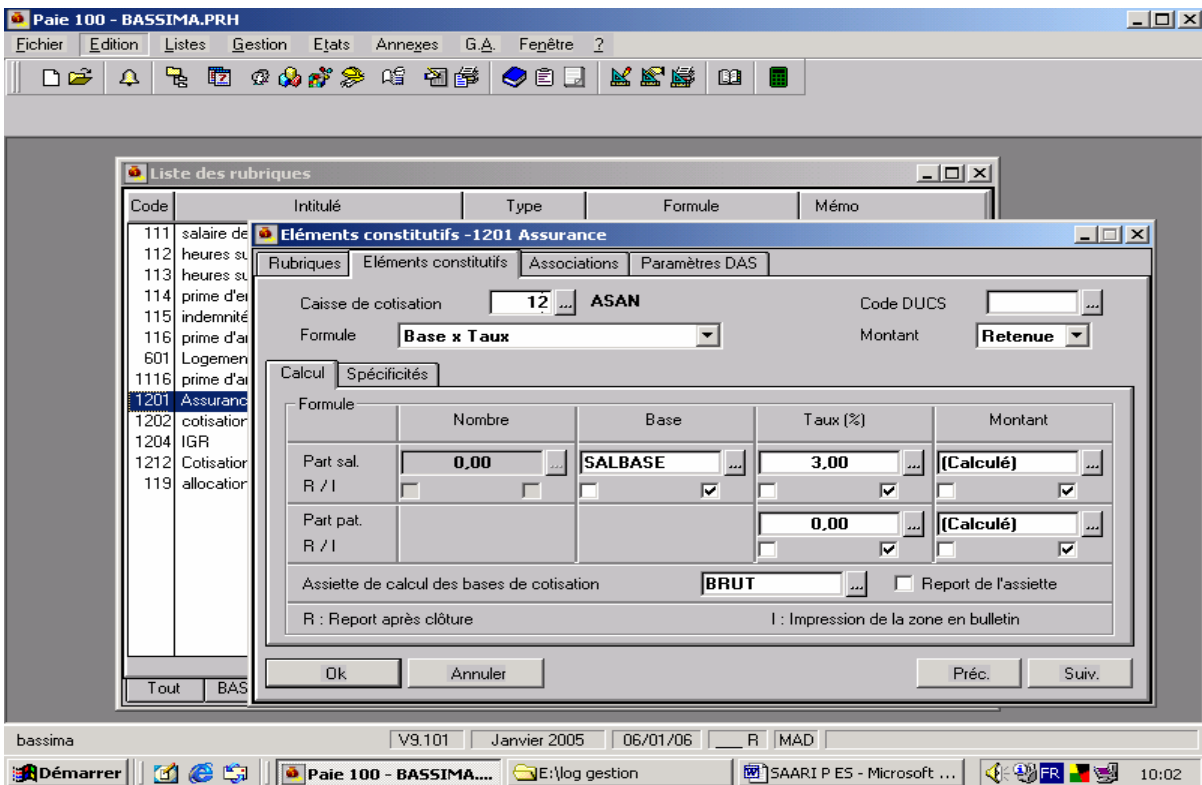 Paie 100 - BASSIMA.PRH
Fichier Edition Listes Gestion Etats Annexes G.A. Fenêtre ?
Liste des rubriques
Code Intitulé Type Formule Mémo
111 salaire de
112 heures su
113 heures su
114 prime d'e
115 indemnité
116 prime d'a
601 Logemen
1116 prime d'a
1201 Assuranc
1202 cotisation
1204 IGR
1212 Cotisation
119 allocation
Tout BAS
Eléments constitutifs -1201 Assurance
Rubriques Eléments constitutifs Associations Paramètres DAS
Caisse de cotisation 12 ... ASAN Code DUCS ...
Formule Base x Taux Montant Retenue
Calcul Spécificités
Formule
Nombre Base Taux (%) Montant
Part sal. 0,00 ... SALBASE ... 3,00 ... (Calculé) ...
R / I
Part pat. 0,00 ... (Calculé) ...
R / I
Assiette de calcul des bases de cotisation BRUT ... Report de l'assiette
R : Report après clôture I : Impression de la zone en bulletin
Ok Annuler Préc. Suiv.
bassima V9.101 Janvier 2005 06/01/06 ___ R MAD
Démarrer Paie 100 - BASSIMA.... E:\log gestion SAARI P ES - Microsoft ... FR 10:02